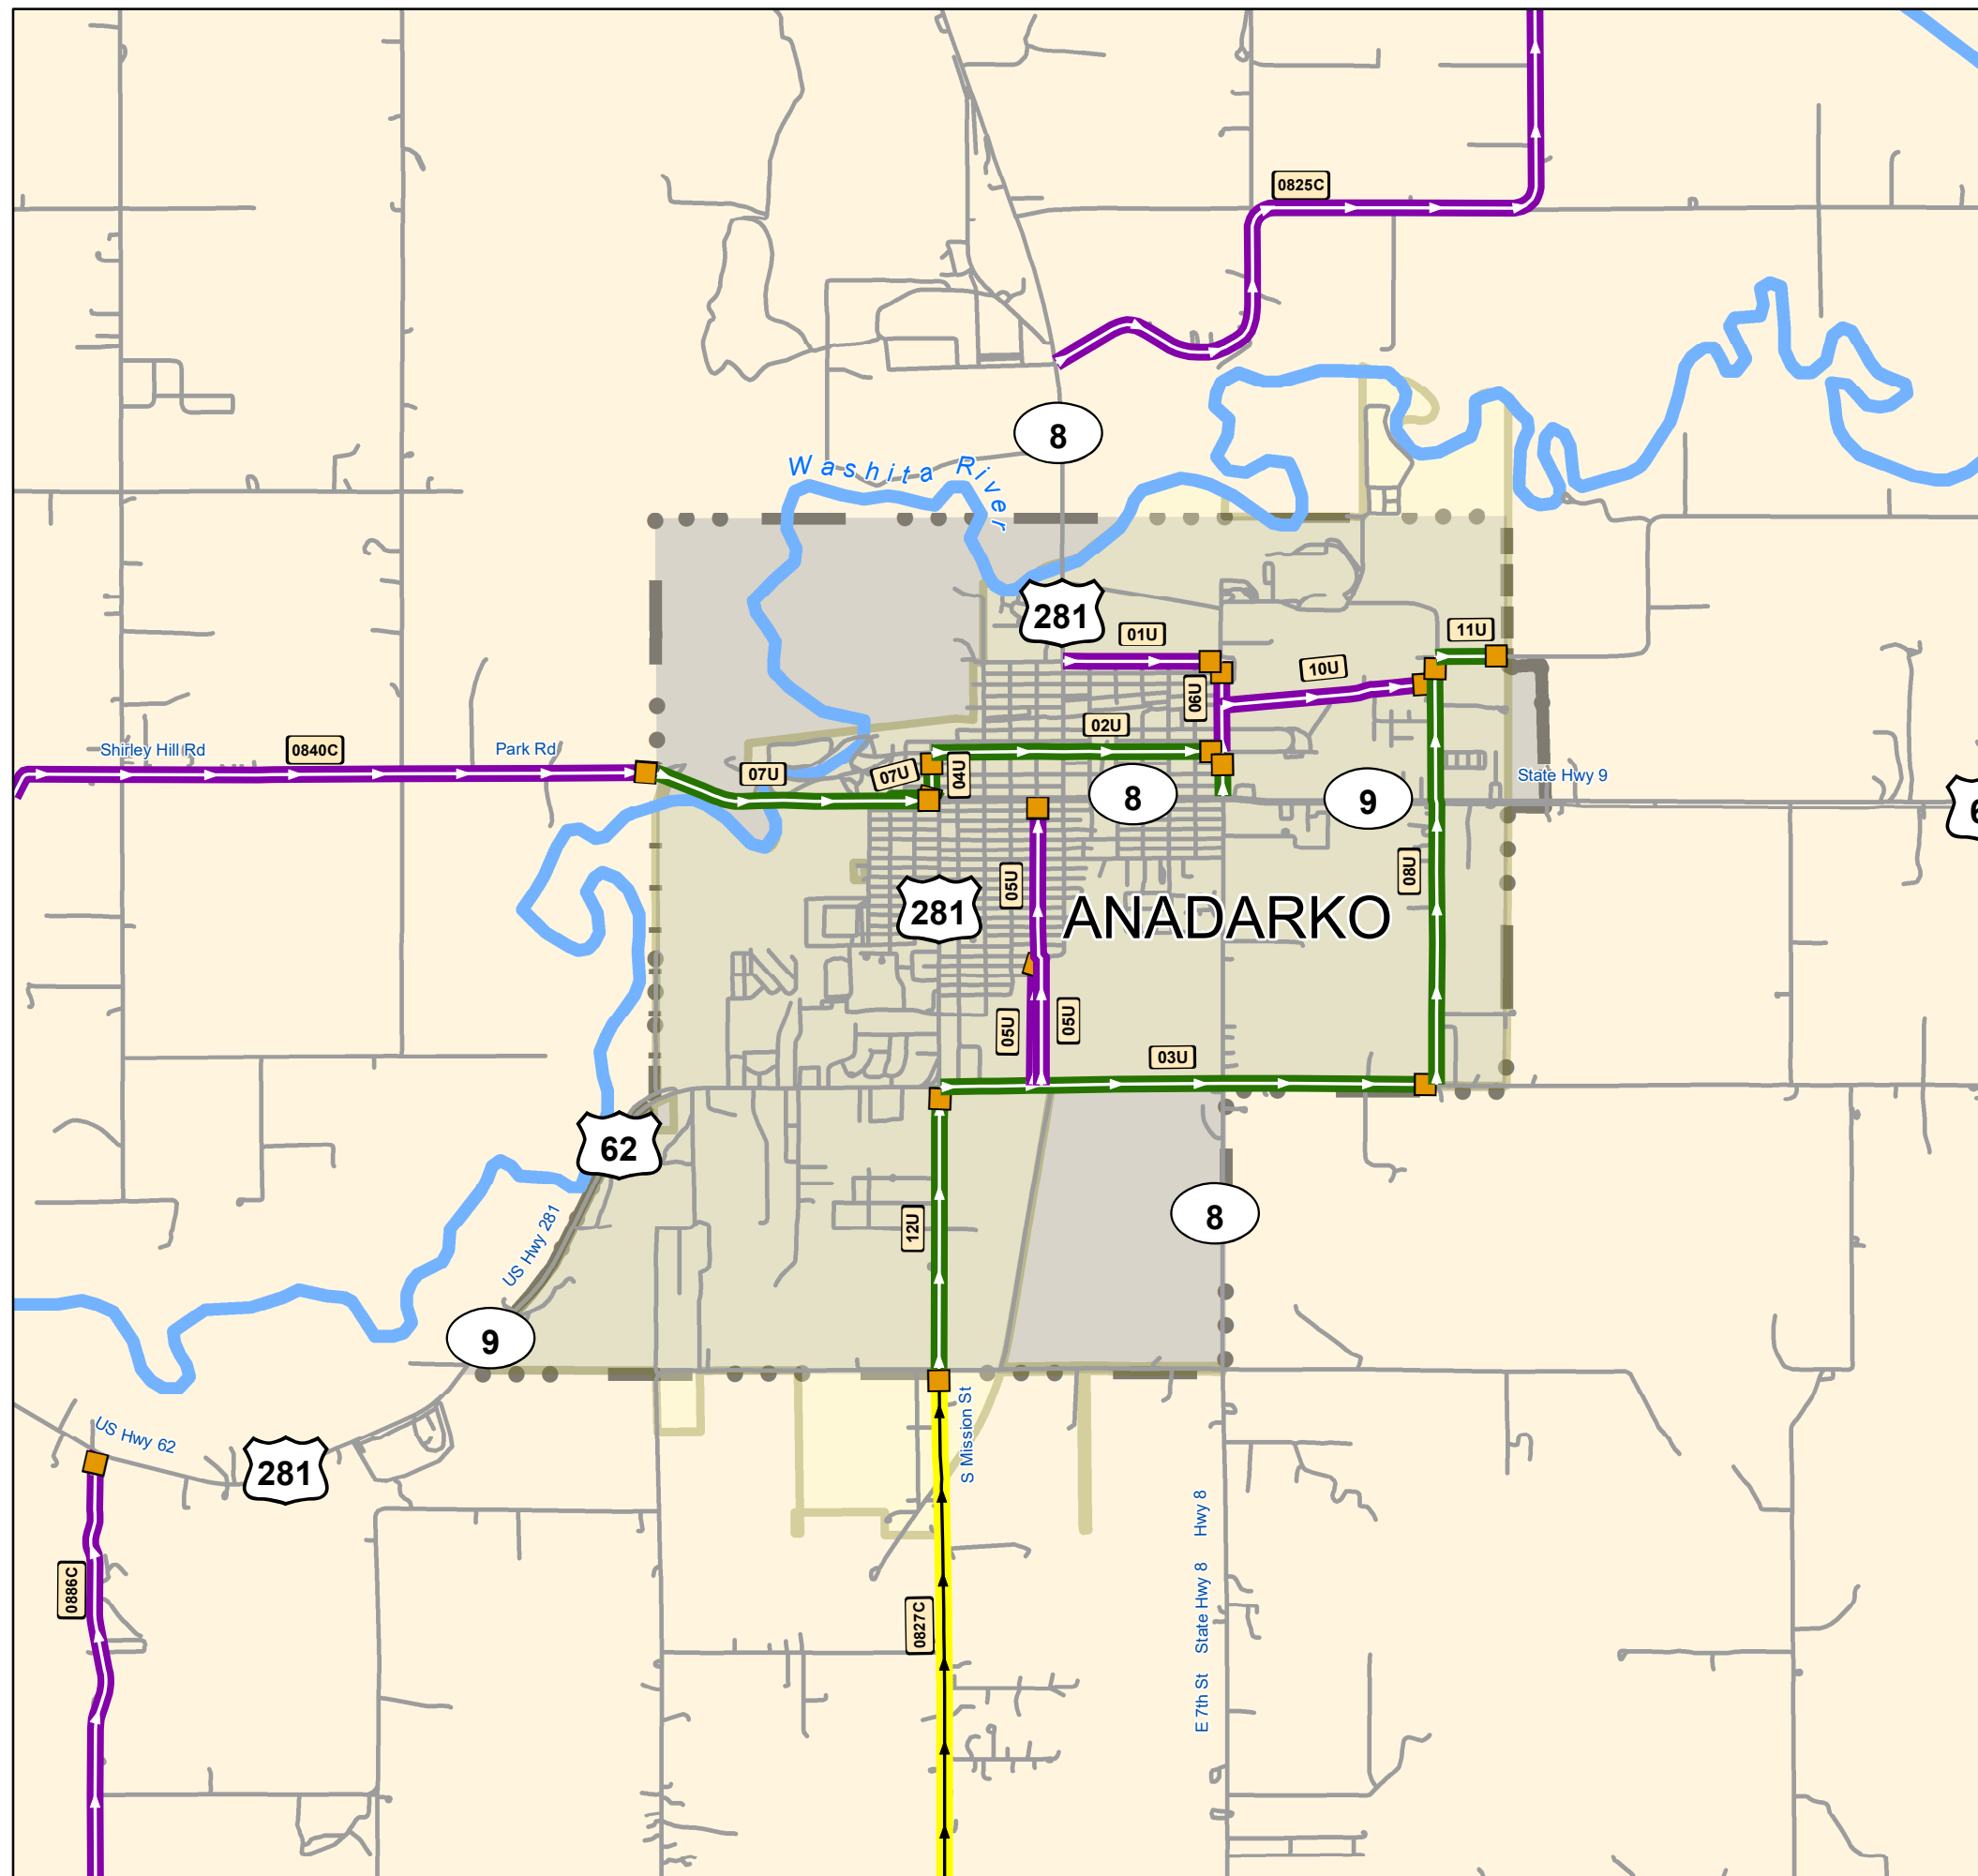 0825C
8
Washita River
281
01U
11U
06U
10U
02U
Shirley Hill Rd
0840C
Park Rd
07U
07U
04U
8
9
State Hwy 9
05U
08U
281
ANADARKO
05U
05U
03U
62
12U
8
US Hwy 281
9
US Hwy 62
281
S Mission St
0886C
0827C
Hwy 8
State Hwy 8
E 7th St